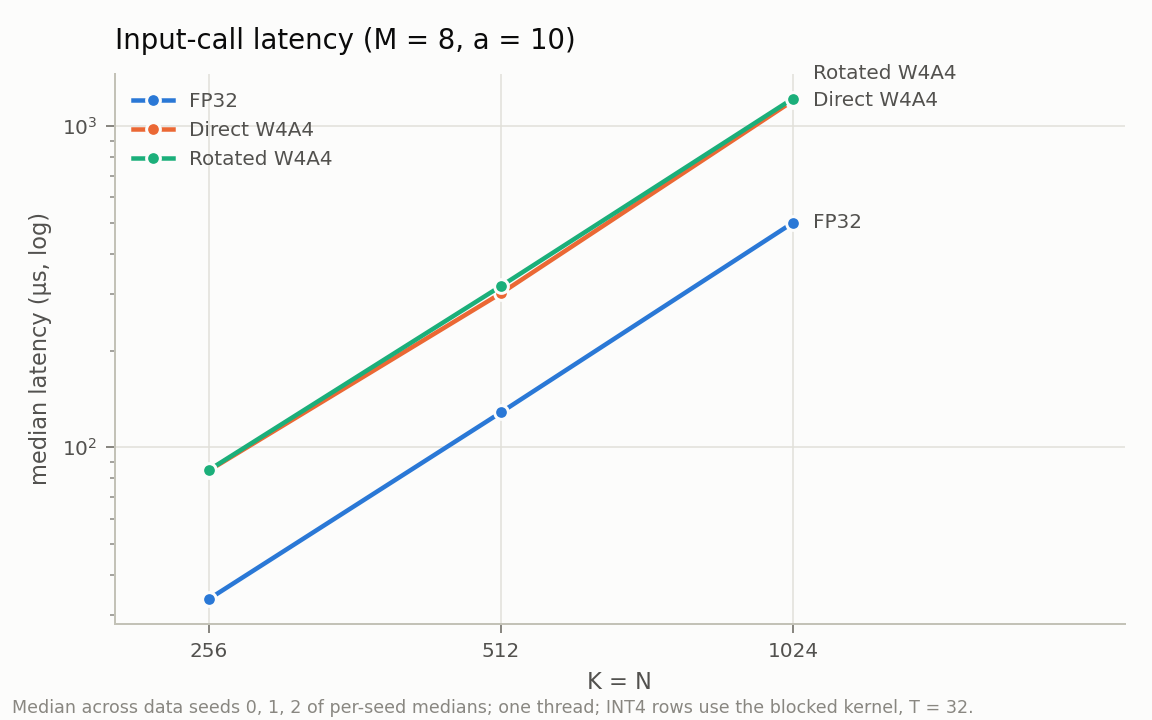 Input-call latency (M = 8, a = 10)
Rotated W4A4
Direct W4A4
FP32
FP32
Direct W4A4
Rotated W4A4
10³
10²
median latency (µs, log)
256
512
1024
K = N
Median across data seeds 0, 1, 2 of per-seed medians; one thread; INT4 rows use the blocked kernel, T = 32.